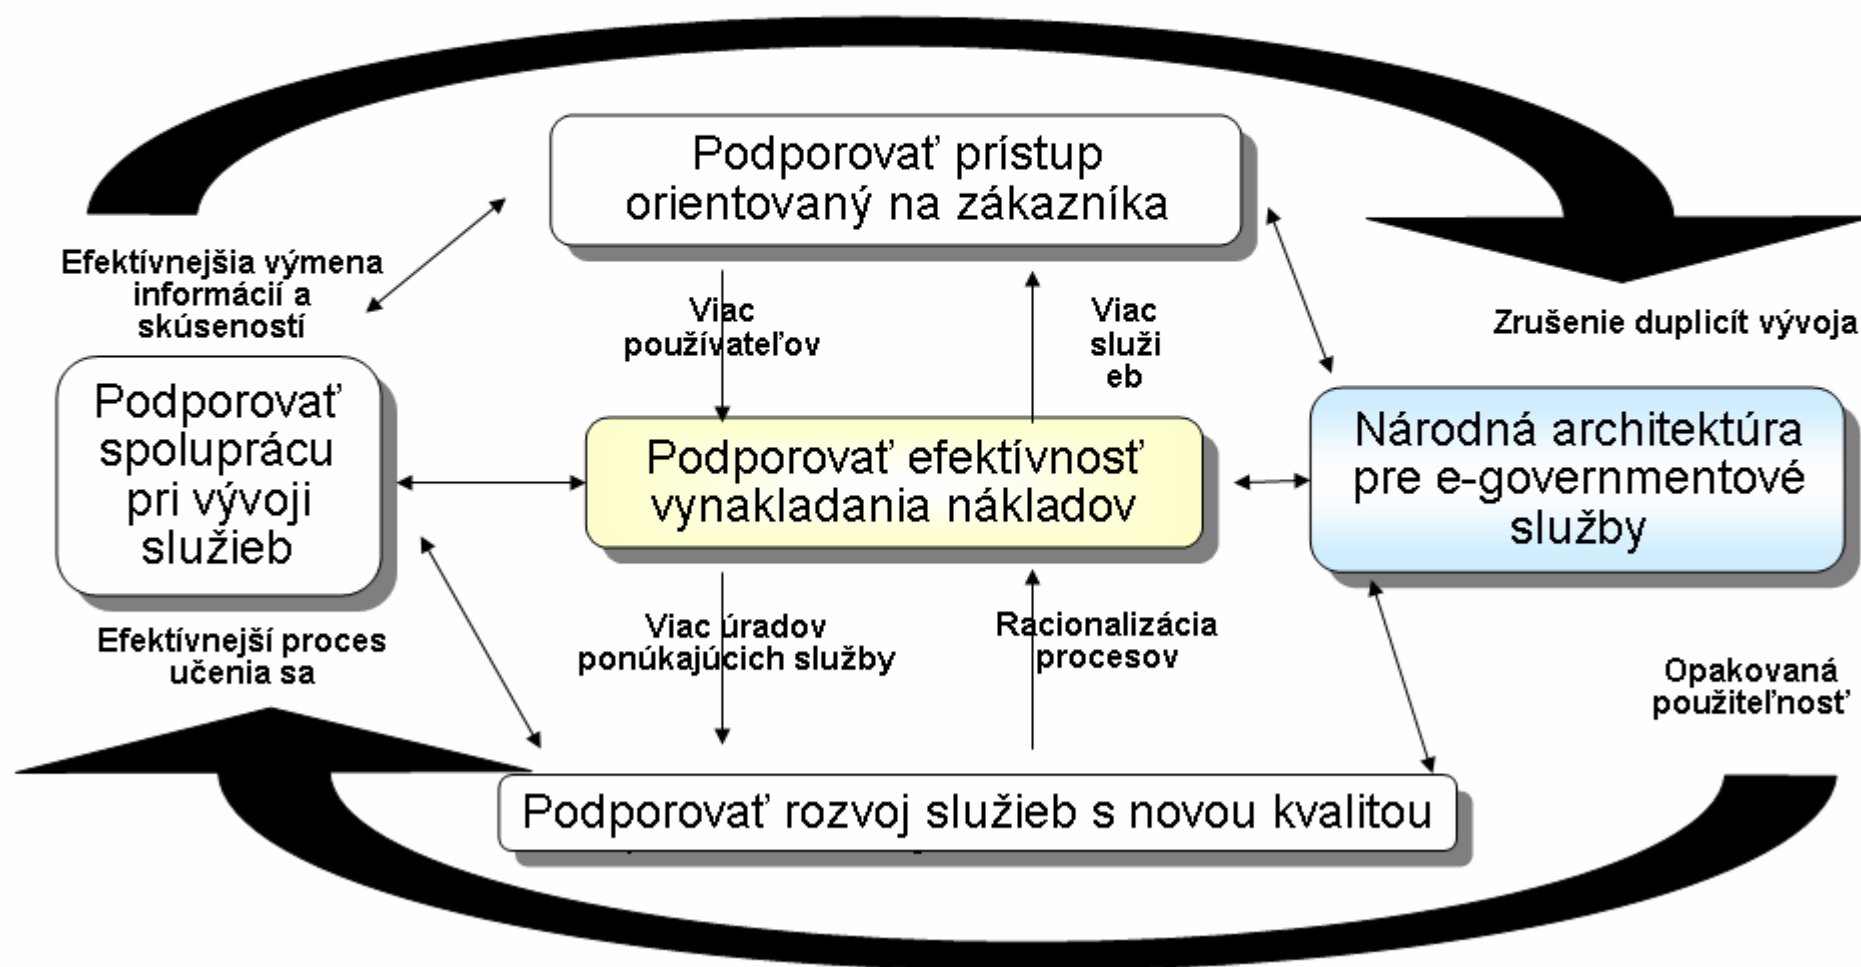 Podporovať prístup
orientovaný na zákazníka
Efektívnejšia výmena
informácií a
skúseností
Viac
používateľov
Viac
služi
eb
Zrušenie duplicít vývoja
Podporovať
spoluprácu
pri vývoji
služieb
Podporovať efektívnosť
vynakladania nákladov
Národná architektúra
pre e-governmentové
služby
Efektívnejší proces
učenia sa
Viac úradov
ponúkajúcich služby
Racionalizácia
procesov
Opakovaná
použiteľnosť
Podporovať rozvoj služieb s novou kvalitou